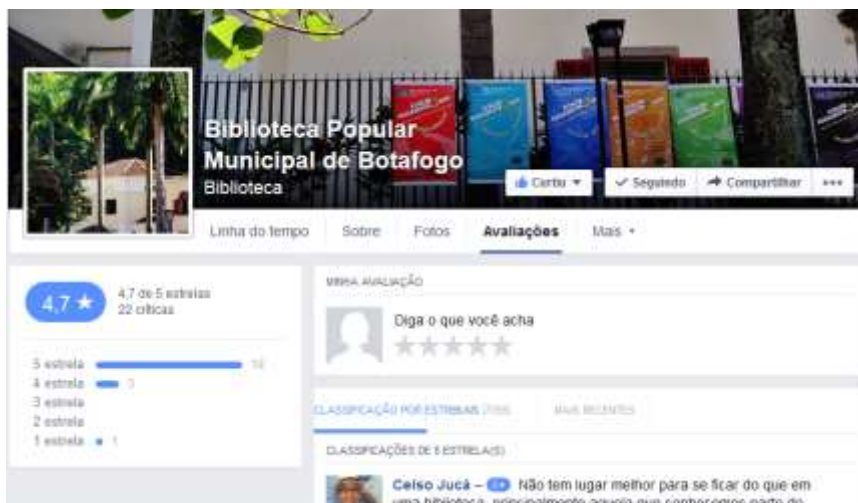 Biblioteca Popular
Municipal de Botafogo
Biblioteca
Curtiu
Seguindo
Compartilhar
Linha do tempo
Sobre
Fotos
Avaliações
Mais
4,7 ★
4,7 de 5 estrelas
22 críticas
5 estrela
4 estrela 3
3 estrela
2 estrela
1 estrela 1
MINHA AVALIAÇÃO
Diga o que você acha
CLASSIFICAÇÃO POR ESTRELAS
MAIS RECENTES
CLASSIFICAÇÕES DE 5 ESTRELA(S)
Celso Jucá – Não tem lugar melhor para se ficar do que em
uma biblioteca, principalmente aquela que conhecemos parte do